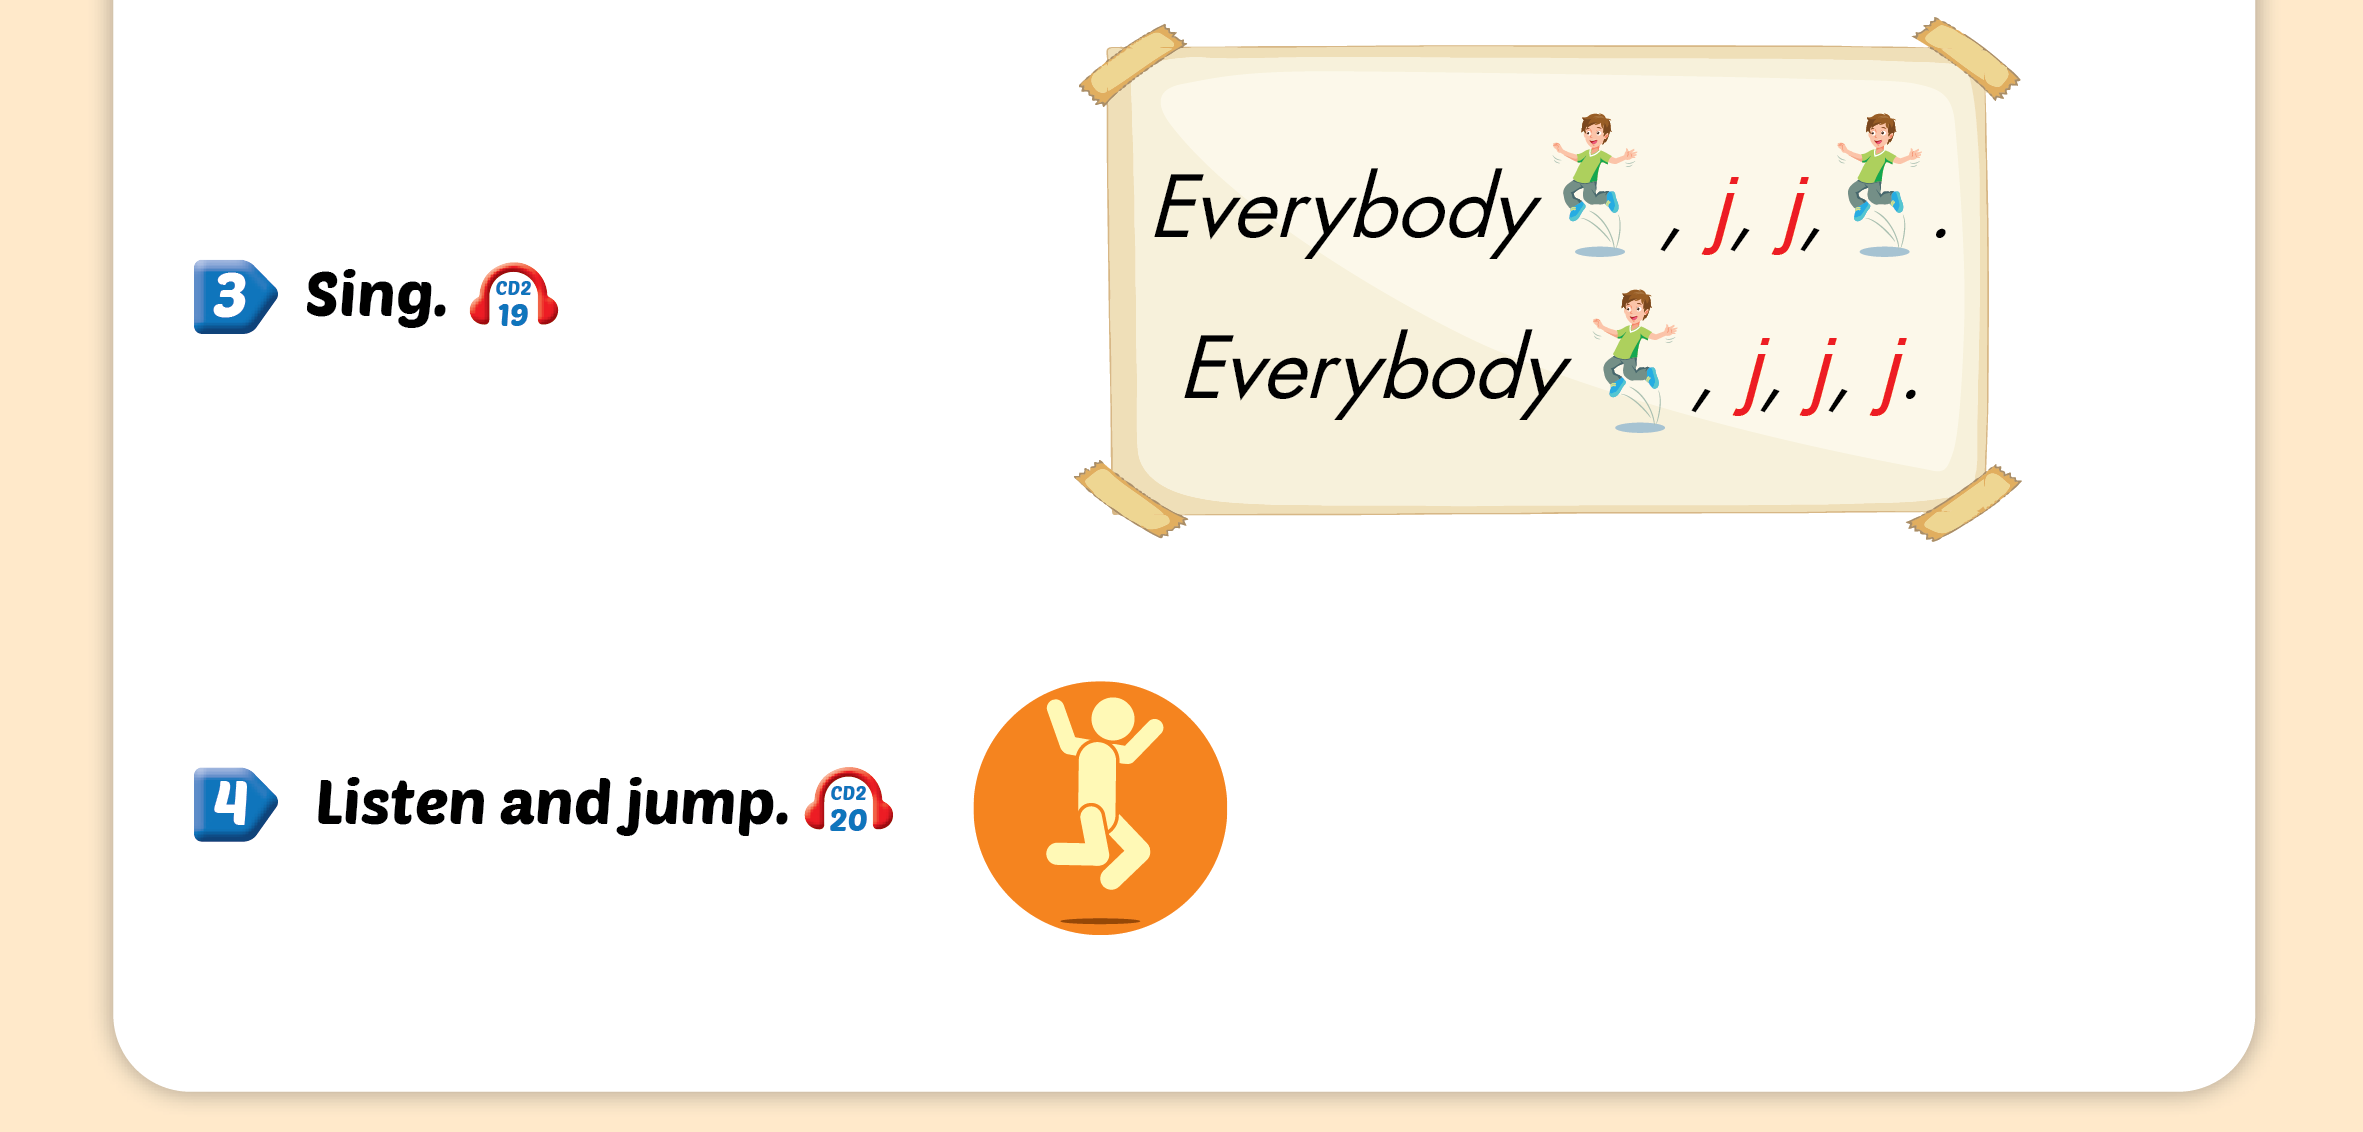 Everybody , j, j, .
3 Sing. CD2 19
Everybody , j, j, j.
4 Listen and jump. CD2 20